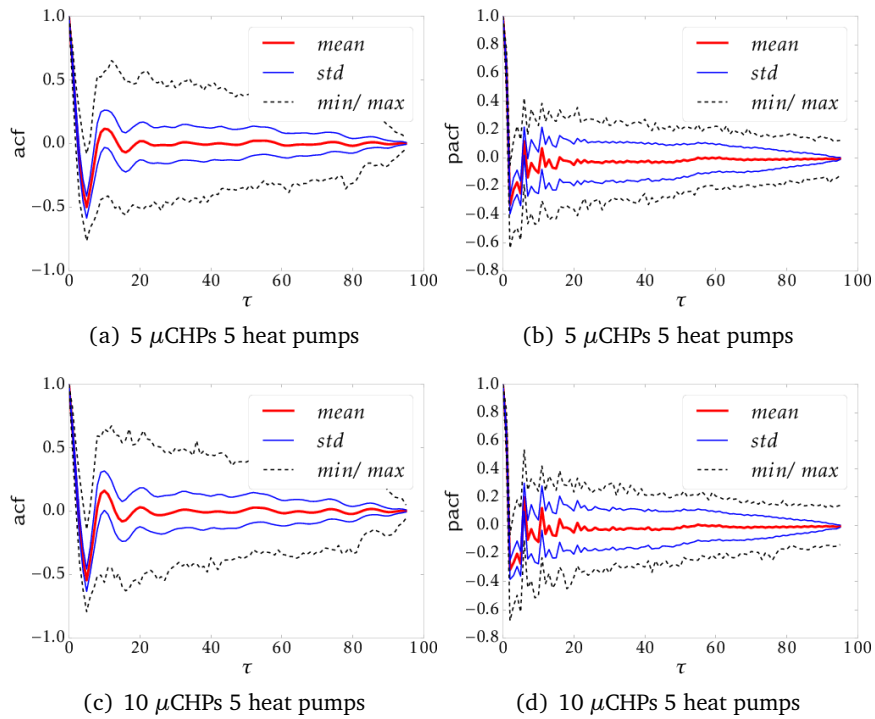 1.0
0.5
0.0
−0.5
−1.0
acf
0 20 40 60 80 100
τ
mean
std
min/ max
(a) 5 μCHPs 5 heat pumps
1.0
0.8
0.6
0.4
0.2
0.0
−0.2
−0.4
−0.6
−0.8
pacf
0 20 40 60 80 100
τ
mean
std
min/ max
(b) 5 μCHPs 5 heat pumps
1.0
0.5
0.0
−0.5
−1.0
acf
0 20 40 60 80 100
τ
mean
std
min/ max
(c) 10 μCHPs 5 heat pumps
1.0
0.8
0.6
0.4
0.2
0.0
−0.2
−0.4
−0.6
−0.8
pacf
0 20 40 60 80 100
τ
mean
std
min/ max
(d) 10 μCHPs 5 heat pumps